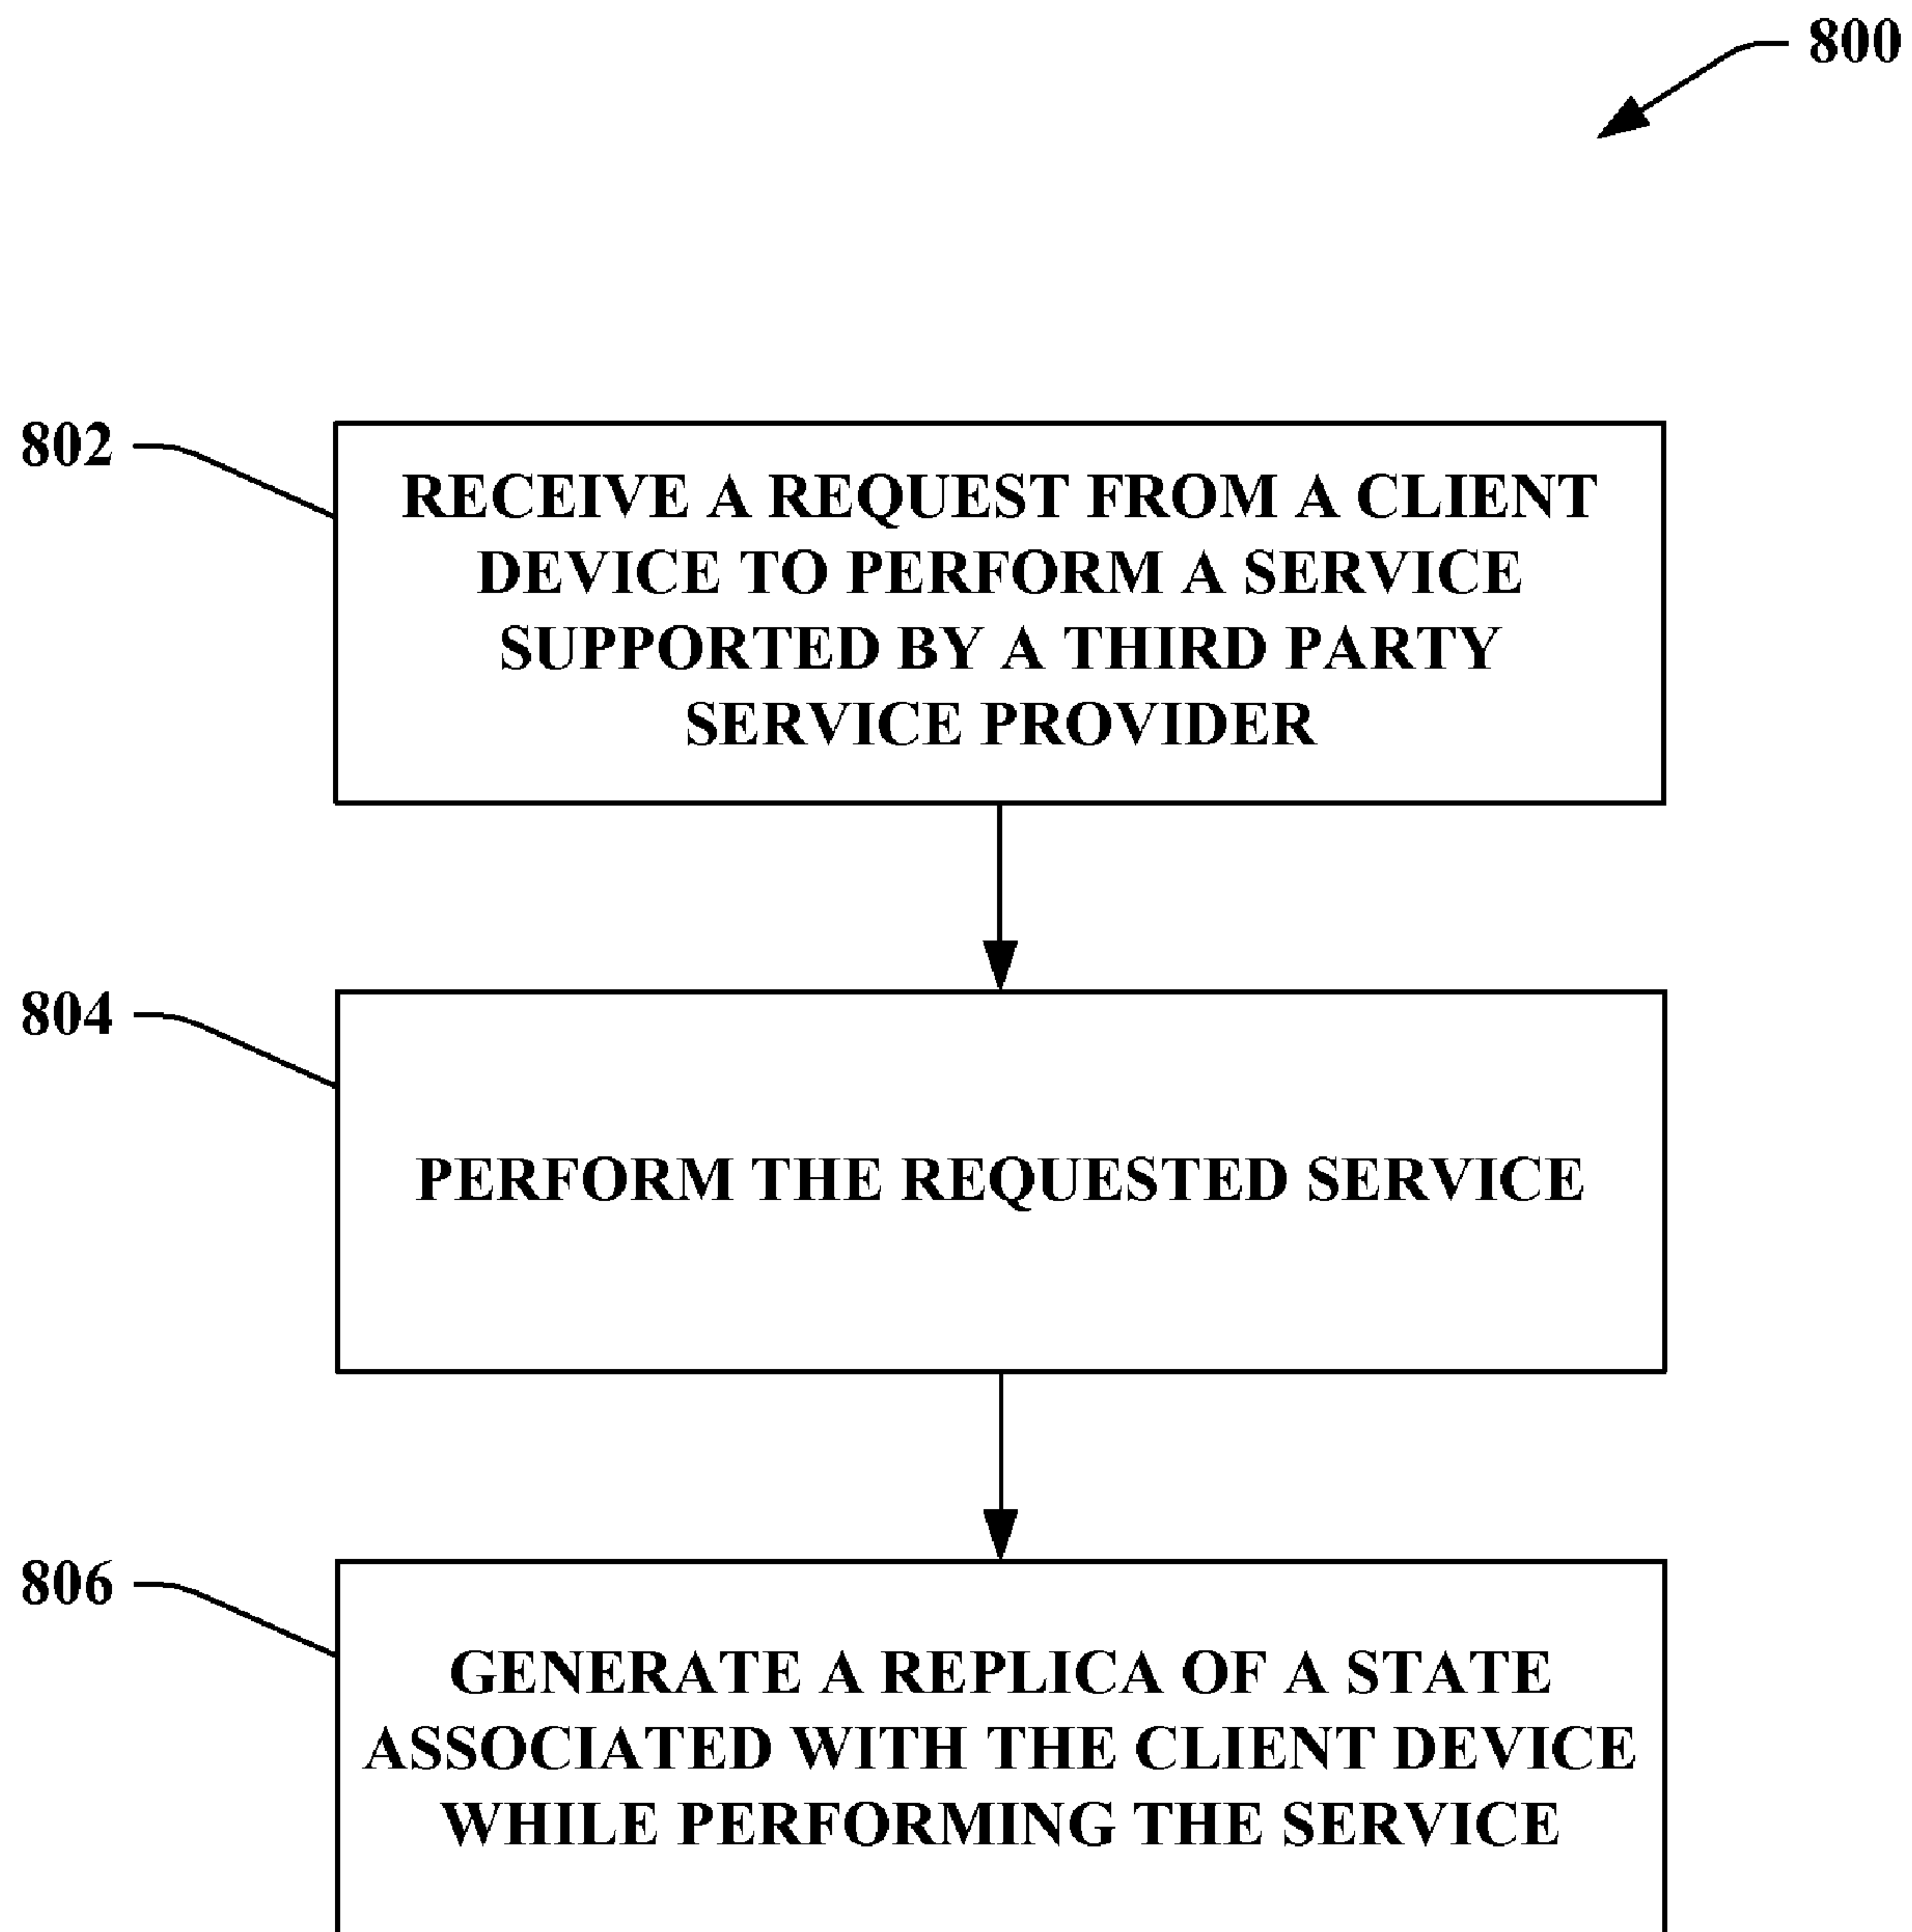 800
802
RECEIVE A REQUEST FROM A CLIENT
DEVICE TO PERFORM A SERVICE
SUPPORTED BY A THIRD PARTY
SERVICE PROVIDER
804
PERFORM THE REQUESTED SERVICE
806
GENERATE A REPLICA OF A STATE
ASSOCIATED WITH THE CLIENT DEVICE
WHILE PERFORMING THE SERVICE